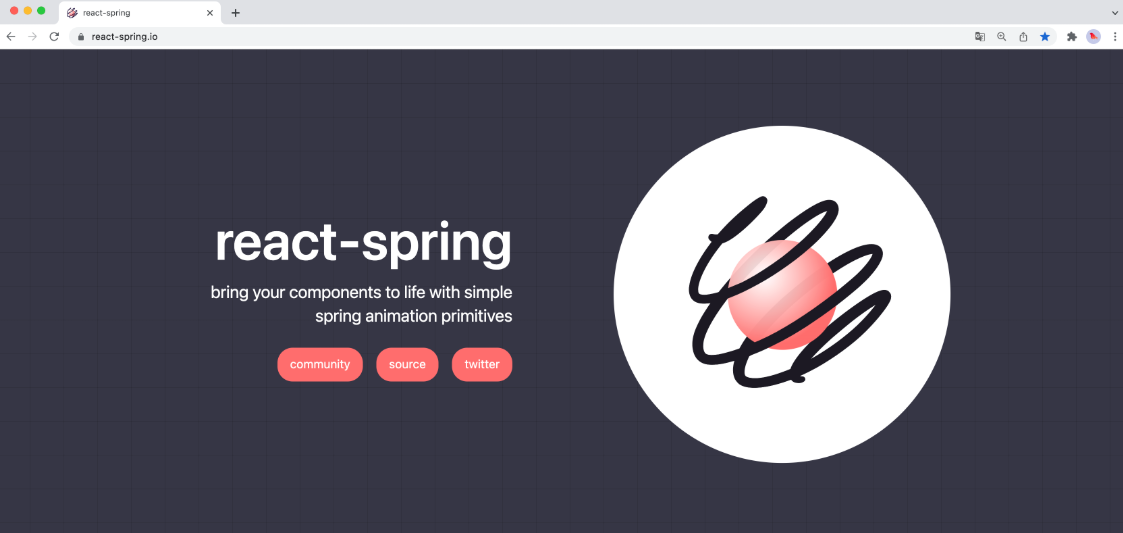 react-spring
react-spring.io
react-spring
bring your components to life with simple
spring animation primitives
community source twitter